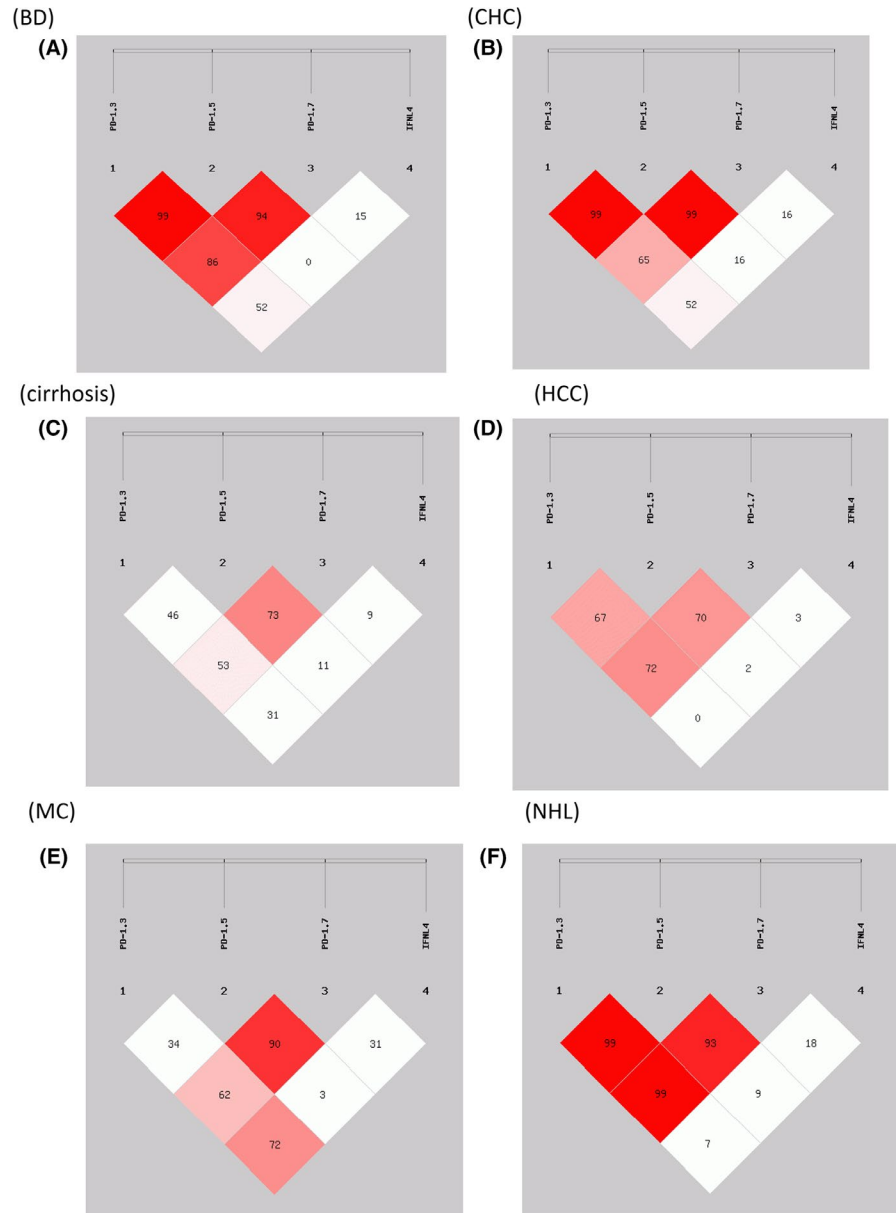 (BD) (CHC)
(A) (B)
PD-1.3 PD-1.5 PD-1.7 IFNL4 PD-1.3 PD-1.5 PD-1.7 IFNL4
1 2 3 4 1 2 3 4
99 94 15 99 99 16
86 0 65 16
52 52
(cirrhosis) (HCC)
(C) (D)
PD-1.3 PD-1.5 PD-1.7 IFNL4 PD-1.3 PD-1.5 PD-1.7 IFNL4
1 2 3 4 1 2 3 4
46 73 9 67 70 3
53 11 72 2
31 0
(MC) (NHL)
(E) (F)
PD-1.3 PD-1.5 PD-1.7 IFNL4 PD-1.3 PD-1.5 PD-1.7 IFNL4
1 2 3 4 1 2 3 4
34 90 31 99 93 18
62 3 99 9
72 7